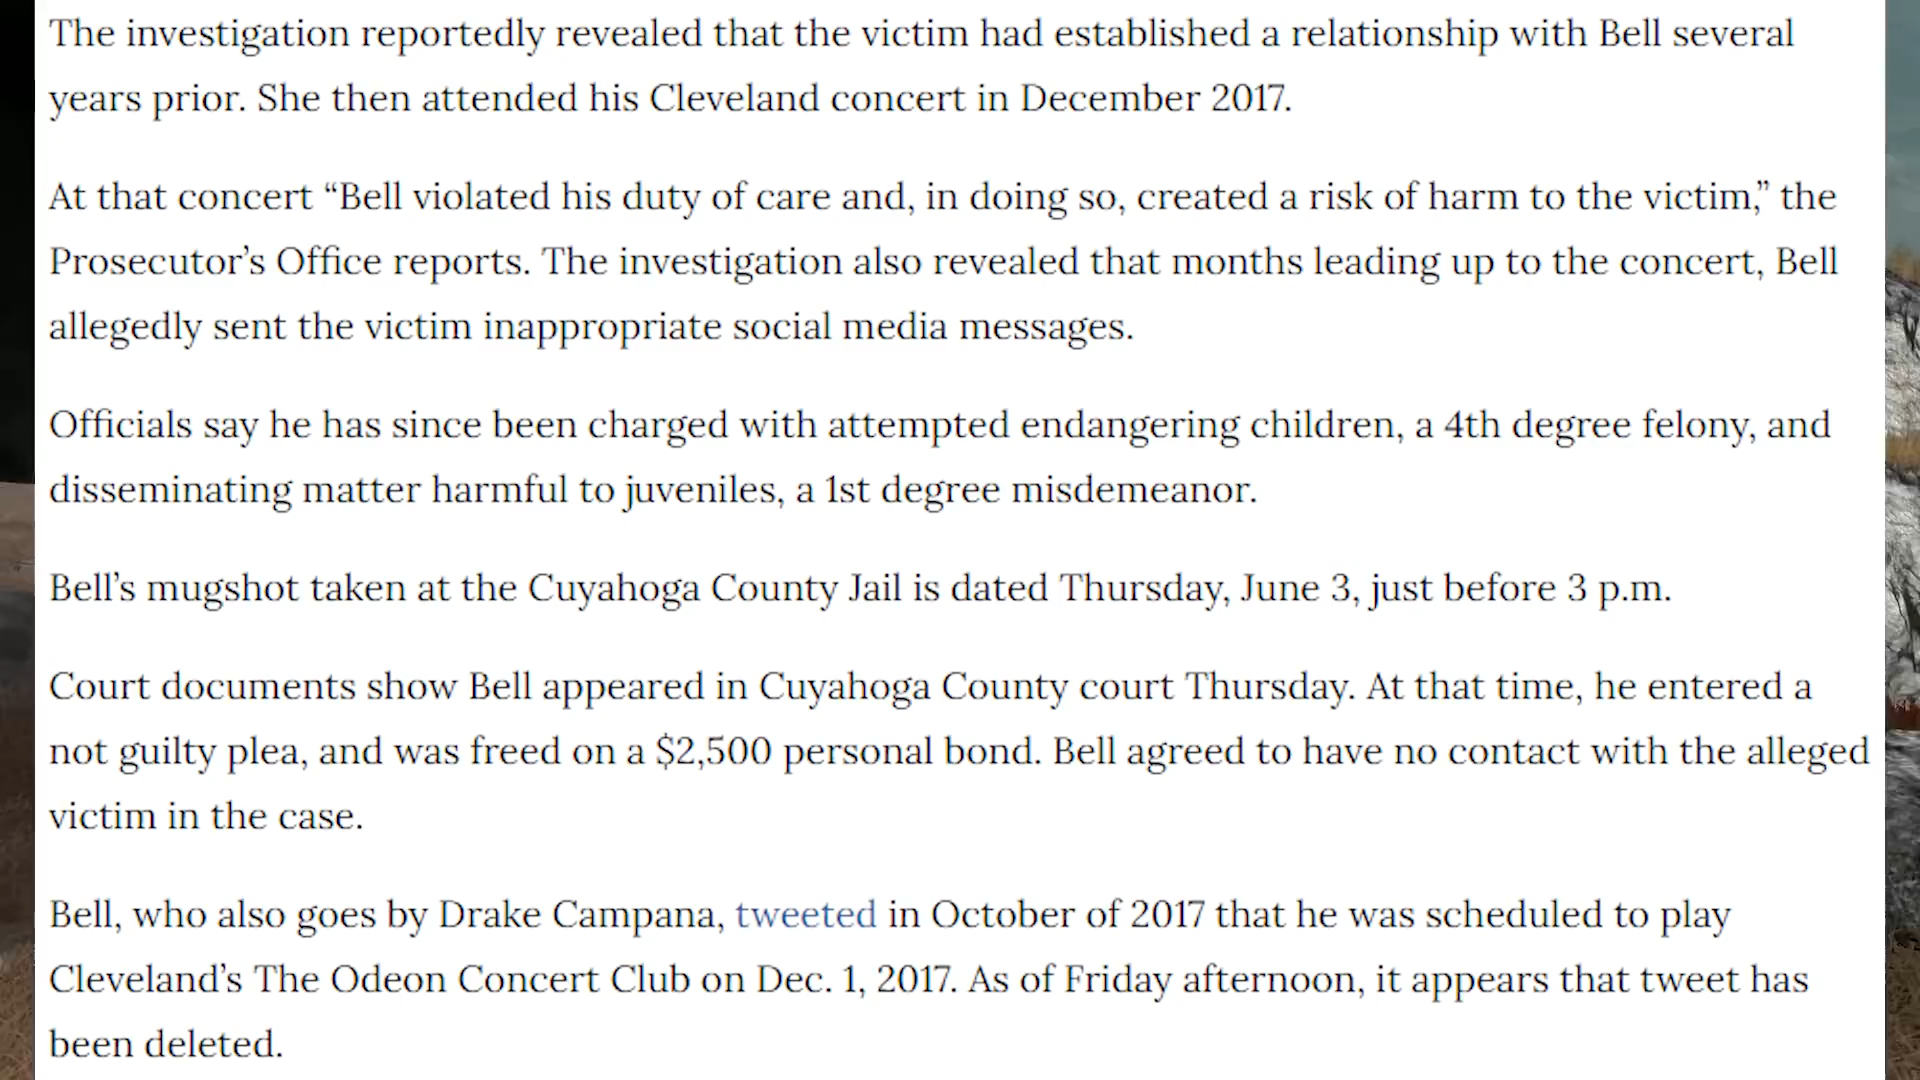 The investigation reportedly revealed that the victim had established a relationship with Bell several
years prior. She then attended his Cleveland concert in December 2017.
At that concert “Bell violated his duty of care and, in doing so, created a risk of harm to the victim,” the
Prosecutor’s Office reports. The investigation also revealed that months leading up to the concert, Bell
allegedly sent the victim inappropriate social media messages.
Officials say he has since been charged with attempted endangering children, a 4th degree felony, and
disseminating matter harmful to juveniles, a 1st degree misdemeanor.
Bell’s mugshot taken at the Cuyahoga County Jail is dated Thursday, June 3, just before 3 p.m.
Court documents show Bell appeared in Cuyahoga County court Thursday. At that time, he entered a
not guilty plea, and was freed on a $2,500 personal bond. Bell agreed to have no contact with the alleged
victim in the case.
Bell, who also goes by Drake Campana, tweeted in October of 2017 that he was scheduled to play
Cleveland’s The Odeon Concert Club on Dec. 1, 2017. As of Friday afternoon, it appears that tweet has
been deleted.